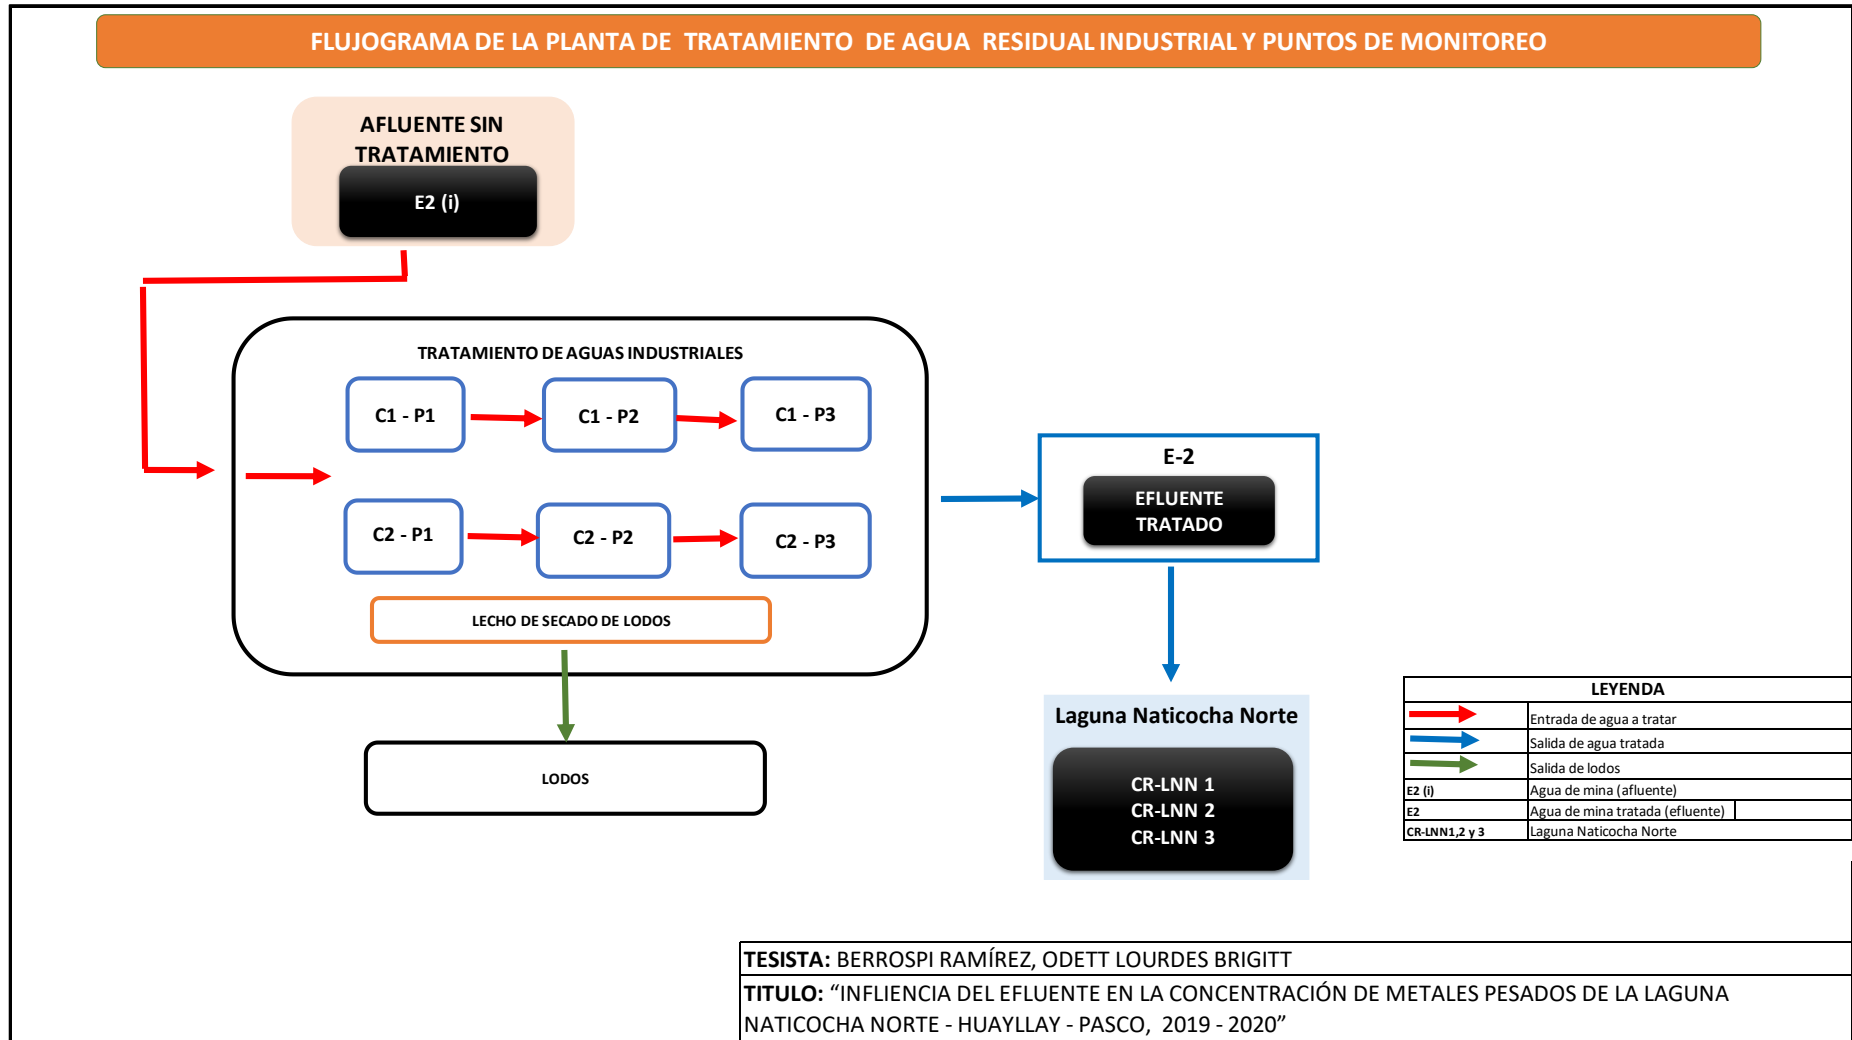 FLUJOGRAMA DE LA PLANTA DE TRATAMIENTO DE AGUA RESIDUAL INDUSTRIAL Y PUNTOS DE MONITOREO
AFLUENTE SIN
TRATAMIENTO
E2 (i)
TRATAMIENTO DE AGUAS INDUSTRIALES
C1 - P1
C1 - P2
C1 - P3
C2 - P1
C2 - P2
C2 - P3
LECHO DE SECADO DE LODOS
LODOS
E-2
EFLUENTE
TRATADO
Laguna Naticocha Norte
CR-LNN 1
CR-LNN 2
CR-LNN 3
LEYENDA
Entrada de agua a tratar
Salida de agua tratada
Salida de lodos
E2 (i) Agua de mina (afluente)
E2 Agua de mina tratada (efluente)
CR-LNN1,2 y 3 Laguna Naticocha Norte
TESISTA: BERROSPI RAMÍREZ, ODETT LOURDES BRIGITT
TITULO: “INFLIENCIA DEL EFLUENTE EN LA CONCENTRACIÓN DE METALES PESADOS DE LA LAGUNA
NATICOCHA NORTE - HUAYLLAY - PASCO, 2019 - 2020”